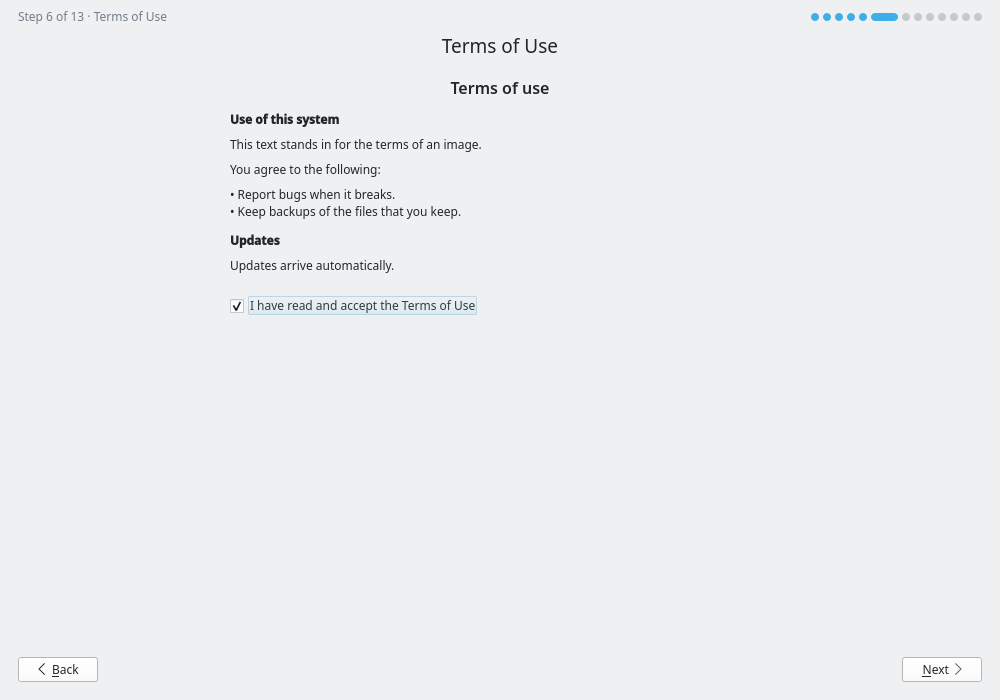 Step 6 of 13 · Terms of Use
Terms of Use
Terms of use
Use of this system
This text stands in for the terms of an image.
You agree to the following:
• Report bugs when it breaks.
• Keep backups of the files that you keep.
Updates
Updates arrive automatically.
I have read and accept the Terms of Use
Back
Next